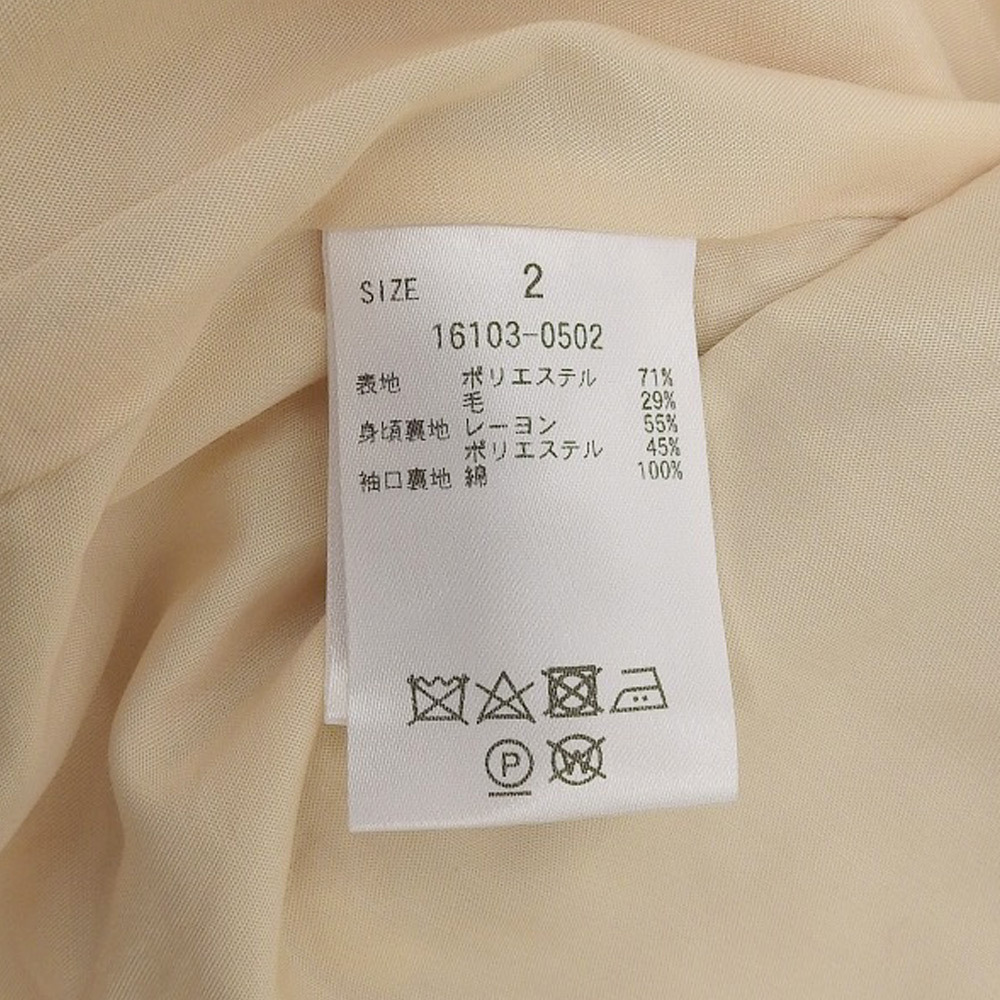 SIZE 2
16103-0502
表地 ポリエステル 71%
毛 29%
身頃裏地 レーヨン 55%
ポリエステル 45%
袖口裏地 綿 100%
P
W